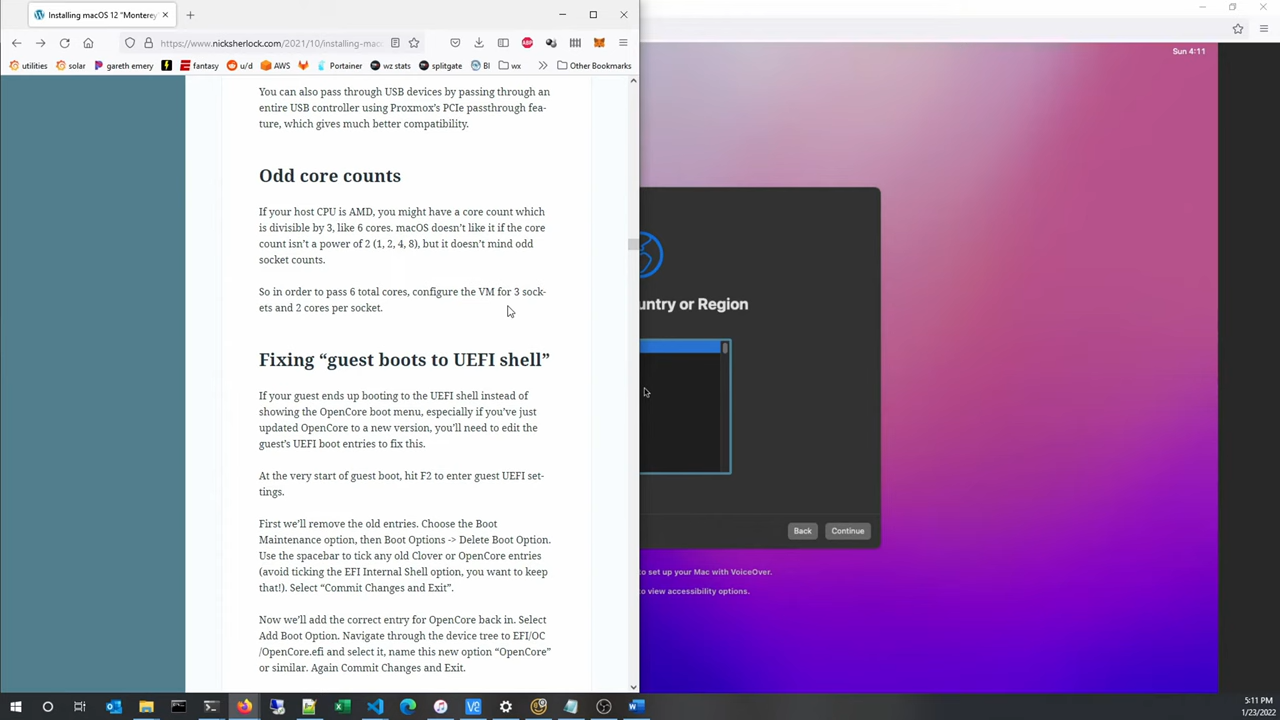 Installing macOS 12 "Monterey
https://www.nicksherlock.com/2021/10/installing-mac
utilities
solar
gareth emery
fantasy
u/d
AWS
Portainer
wz stats
splitgate
BI
wx
Other Bookmarks
You can also pass through USB devices by passing through an
entire USB controller using Proxmox's PCIe passthrough fea-
ture, which gives much better compatibility.
Odd core counts
If your host CPU is AMD, you might have a core count which
is divisible by 3, like 6 cores. macOS doesn't like it if the core
count isn't a power of 2 (1, 2, 4, 8), but it doesn't mind odd
socket counts.
So in order to pass 6 total cores, configure the VM for 3 sock-
ets and 2 cores per socket.
Fixing “guest boots to UEFI shell”
If your guest ends up booting to the UEFI shell instead of
showing the OpenCore boot menu, especially if you've just
updated OpenCore to a new version, you'll need to edit the
guest's UEFI boot entries to fix this.
At the very start of guest boot, hit F2 to enter guest UEFI set-
tings.
First we'll remove the old entries. Choose the Boot
Maintenance option, then Boot Options -> Delete Boot Option.
Use the spacebar to tick any old Clover or OpenCore entries
(avoid ticking the EFI Internal Shell option, you want to keep
that!). Select “Commit Changes and Exit”.
Now we'll add the correct entry for OpenCore back in. Select
Add Boot Option. Navigate through the device tree to EFI/OC
/OpenCore.efi and select it, name this new option “OpenCore”
or similar. Again Commit Changes and Exit.
Sun 4:11
untry or Region
Back
Continue
to set up your Mac with VoiceOver.
o view accessibility options.
5:11 PM
1/23/2022